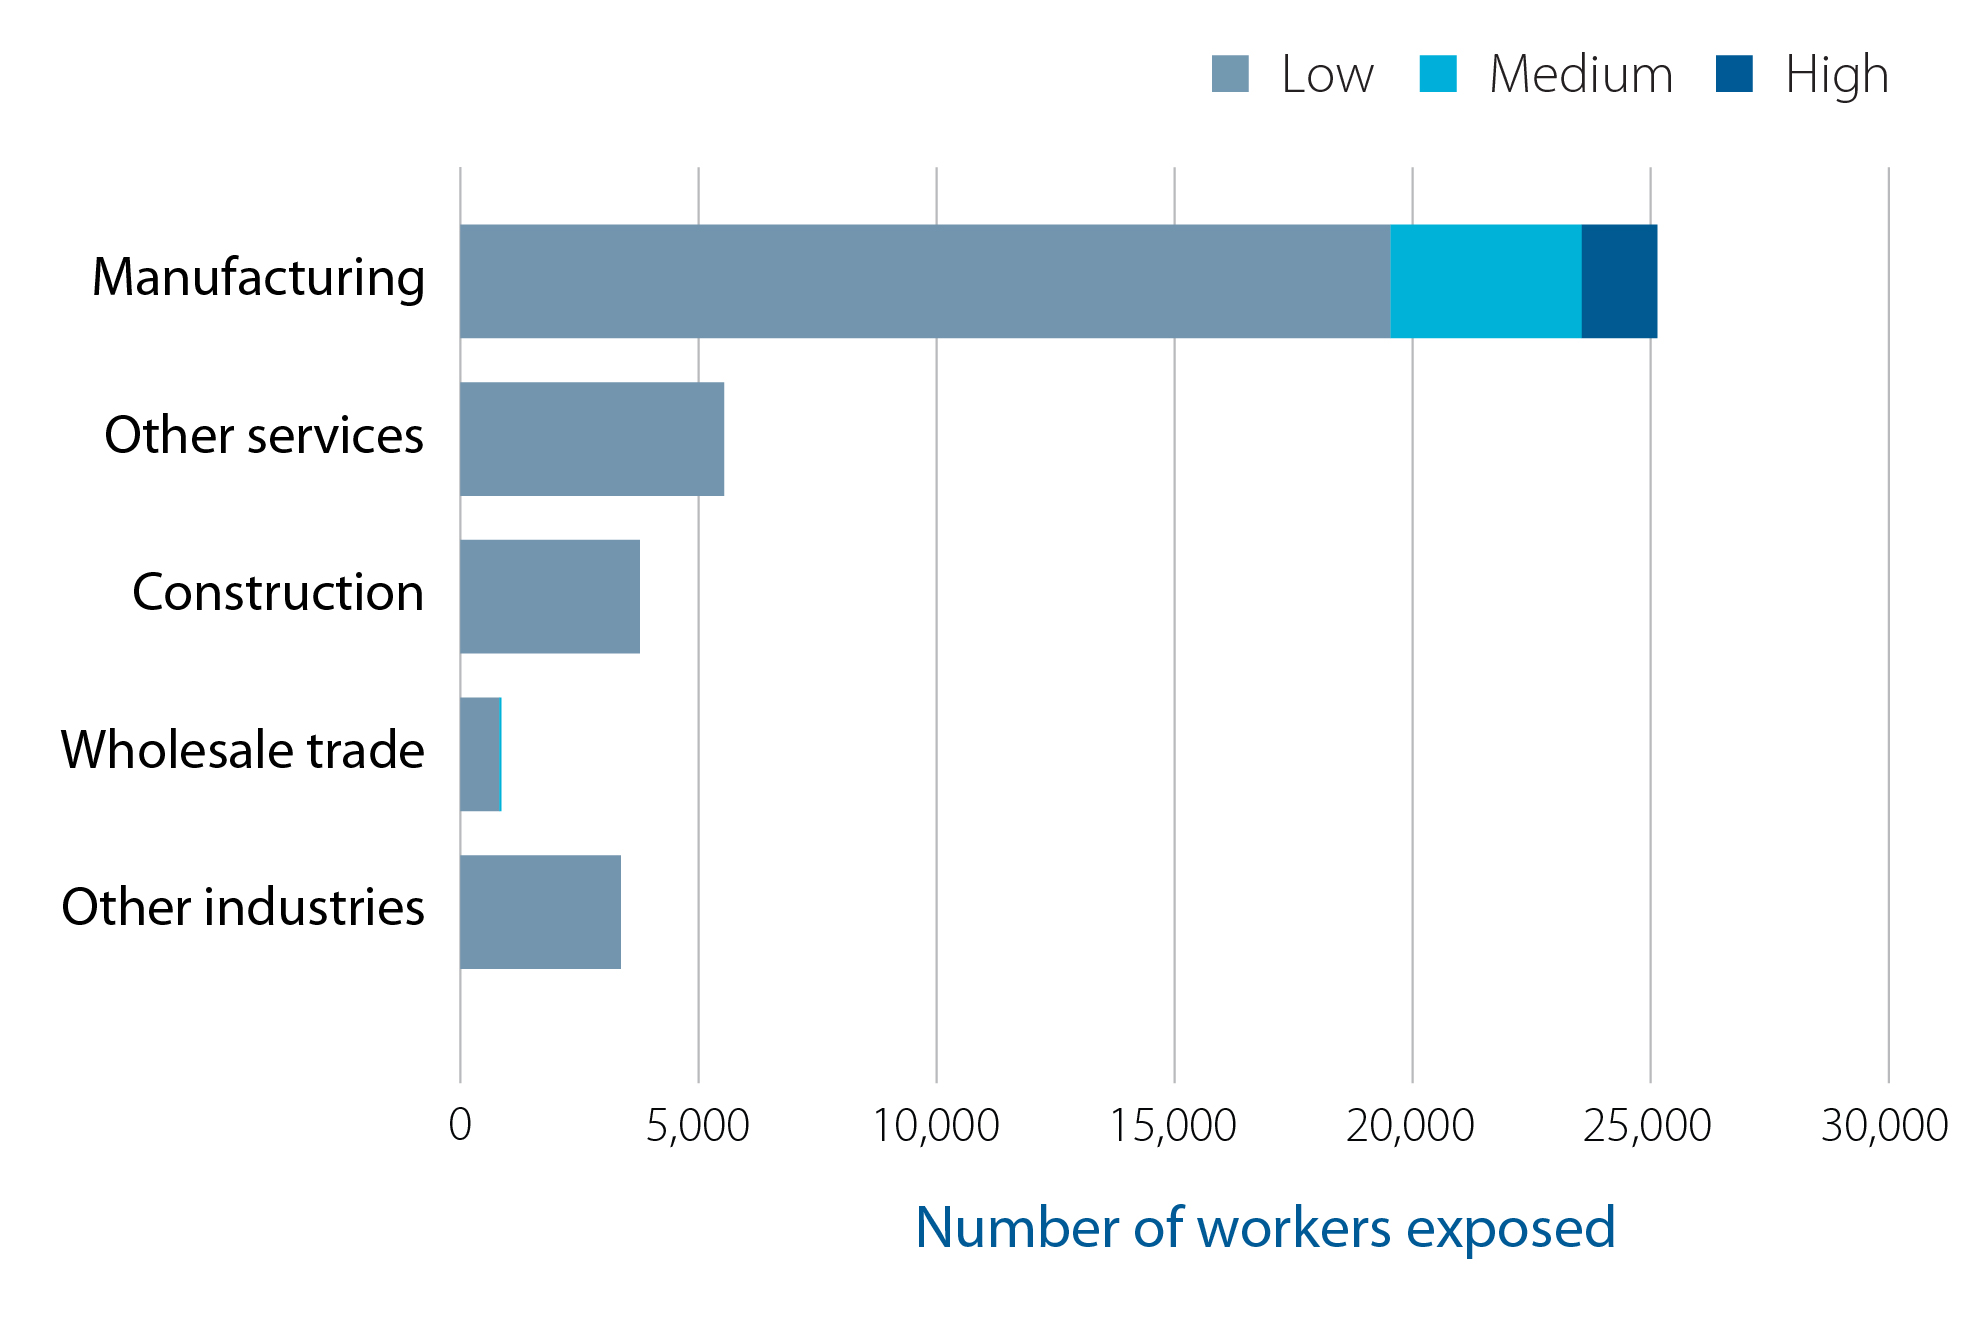 Low Medium High
Manufacturing
Other services
Construction
Wholesale trade
Other industries
0 5,000 10,000 15,000 20,000 25,000 30,000
Number of workers exposed